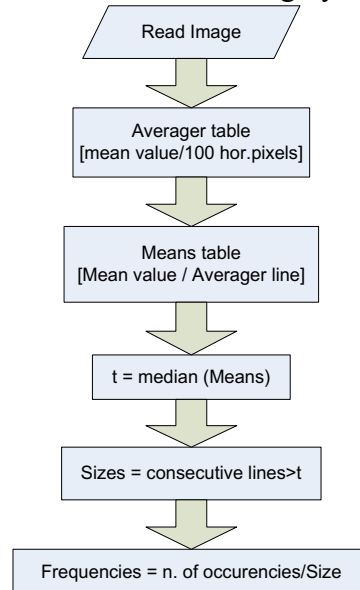 Read Image
Averager table
[mean value/100 hor.pixels]
Means table
[Mean value / Averager line]
t = median (Means)
Sizes = consecutive lines>t
Frequencies = n. of occurencies/Size